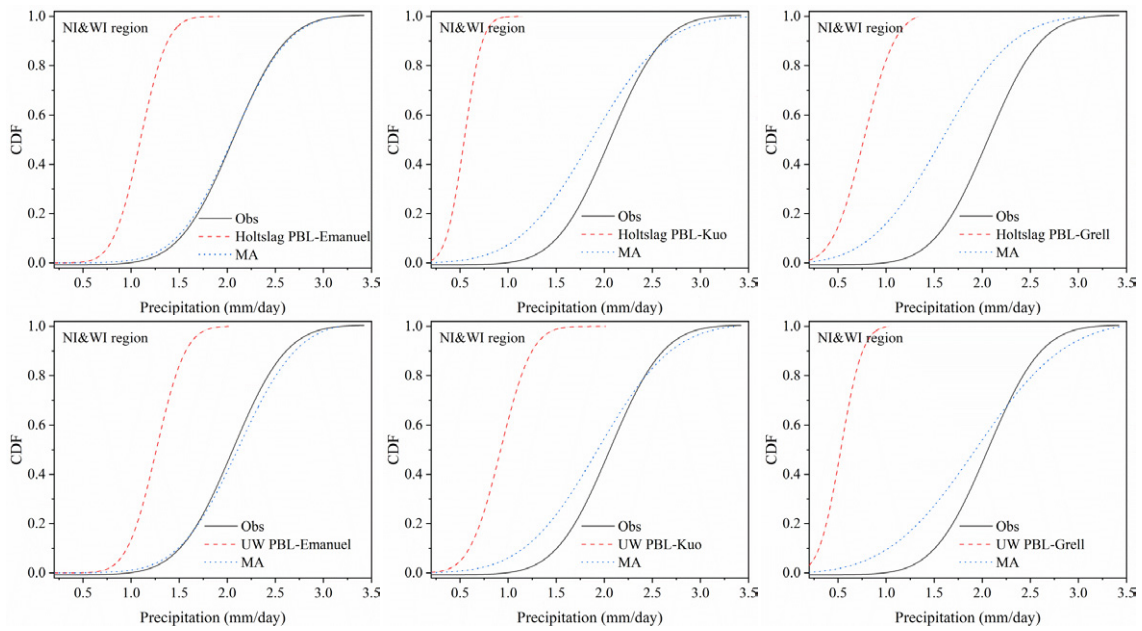 NI&WI region
CDF
1.0
0.8
0.6
0.4
0.2
0.0
Obs
Holtslag PBL-Emanuel
MA
0.5 1.0 1.5 2.0 2.5 3.0 3.5
Precipitation (mm/day)
NI&WI region
CDF
1.0
0.8
0.6
0.4
0.2
0.0
Obs
Holtslag PBL-Kuo
MA
0.5 1.0 1.5 2.0 2.5 3.0 3.5
Precipitation (mm/day)
NI&WI region
CDF
1.0
0.8
0.6
0.4
0.2
0.0
Obs
Holtslag PBL-Grell
MA
0.5 1.0 1.5 2.0 2.5 3.0 3.5
Precipitation (mm/day)
NI&WI region
CDF
1.0
0.8
0.6
0.4
0.2
0.0
Obs
UW PBL-Emanuel
MA
0.5 1.0 1.5 2.0 2.5 3.0 3.5
Precipitation (mm/day)
NI&WI region
CDF
1.0
0.8
0.6
0.4
0.2
0.0
Obs
UW PBL-Kuo
MA
0.5 1.0 1.5 2.0 2.5 3.0 3.5
Precipitation (mm/day)
NI&WI region
CDF
1.0
0.8
0.6
0.4
0.2
0.0
Obs
UW PBL-Grell
MA
0.5 1.0 1.5 2.0 2.5 3.0 3.5
Precipitation (mm/day)